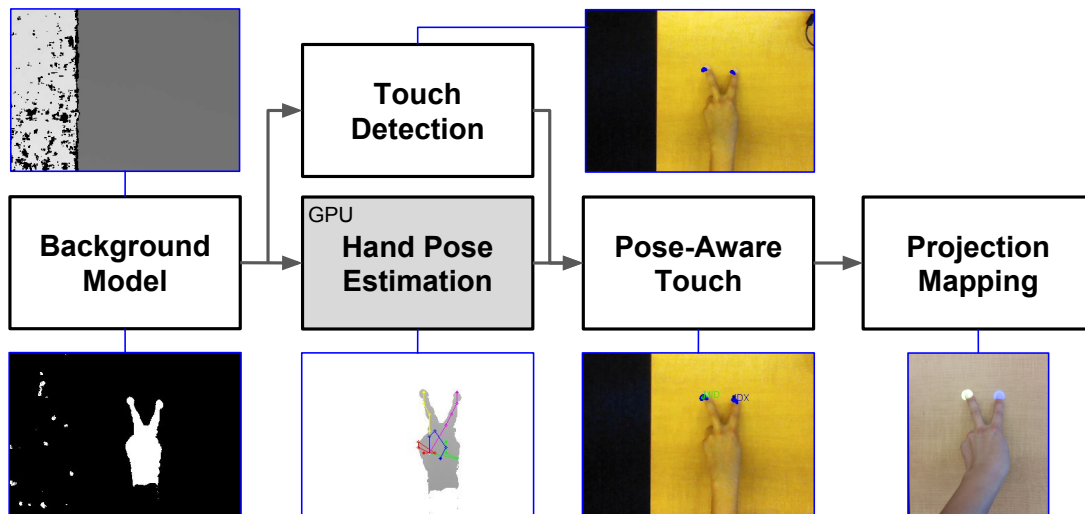 Touch
Detection
GPU
Background
Model
Hand Pose
Estimation
Pose-Aware
Touch
Projection
Mapping